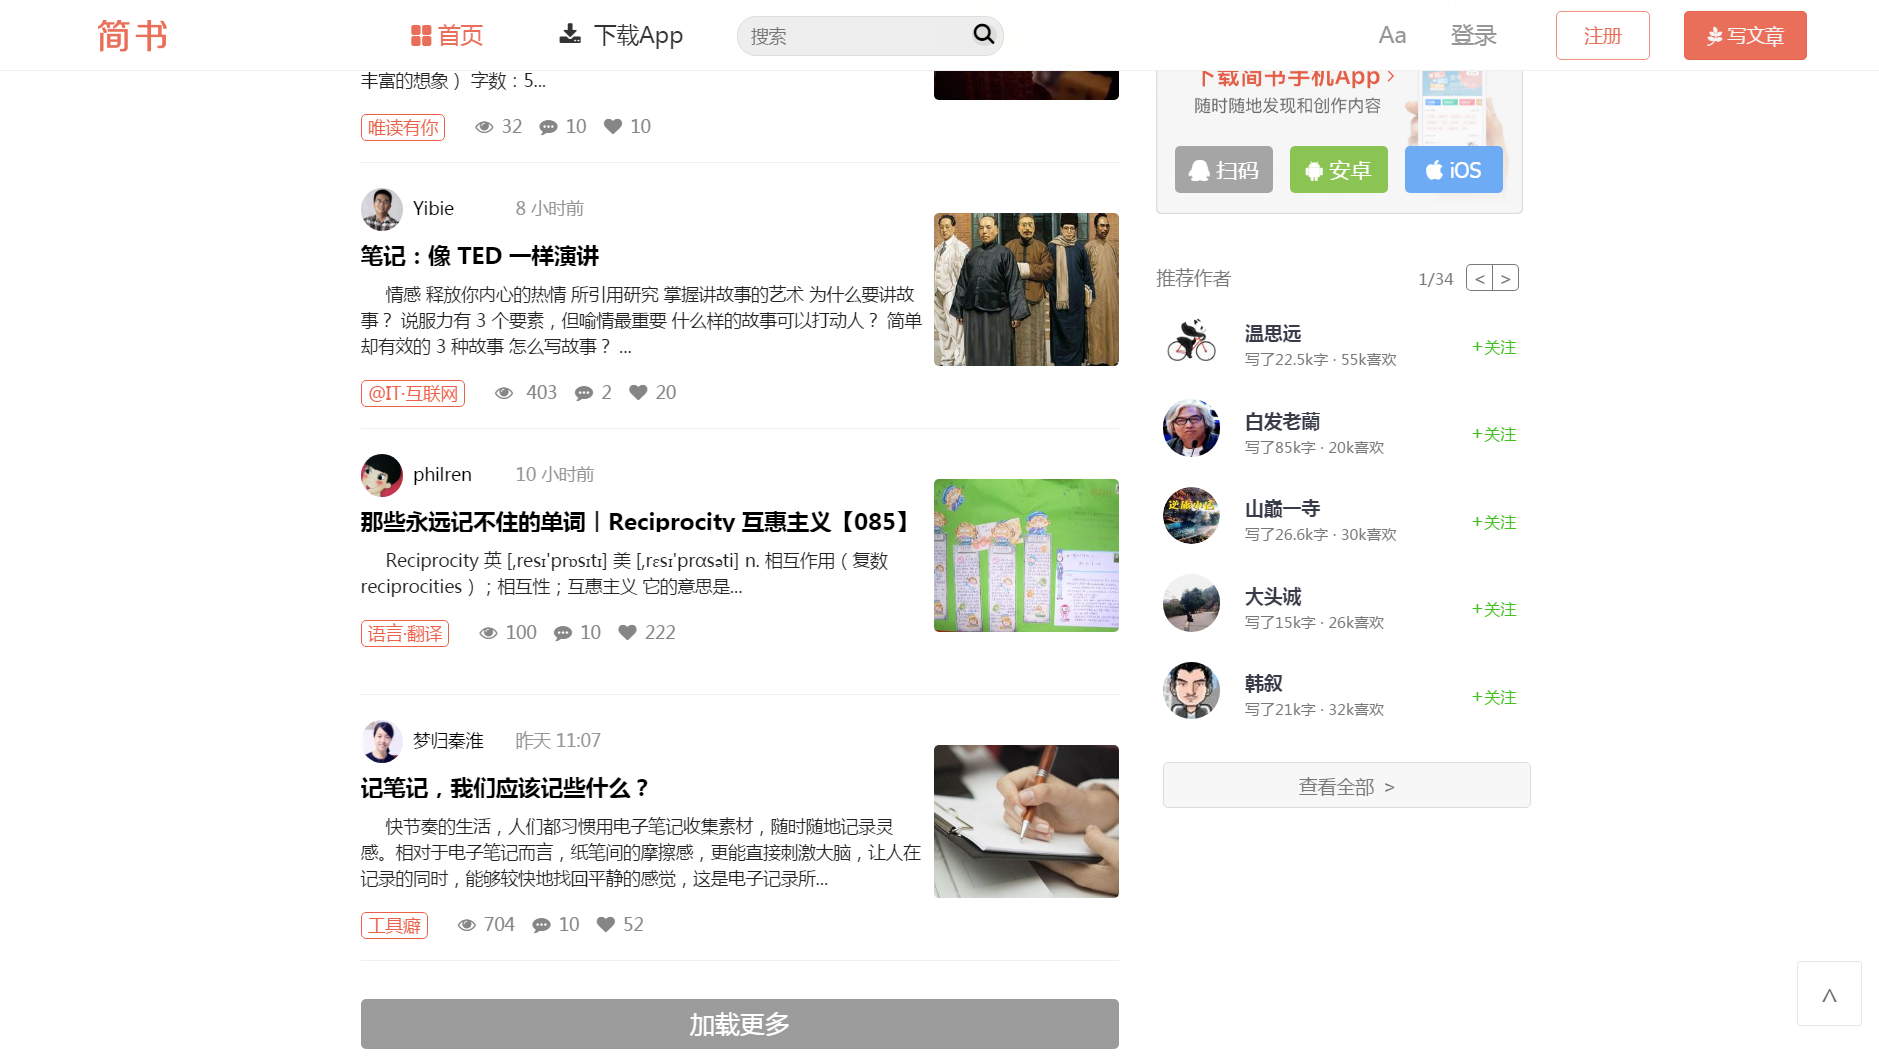 简书
首页
下载App
搜索
Aa
登录
注册
写文章
丰富的想象 ） 字数：5...
唯读有你 32 10 10
Yibie 8 小时前
笔记：像 TED 一样演讲
情感 释放你内心的热情 所引用研究 掌握讲故事的艺术 为什么要讲故
事？ 说服力有 3 个要素，但喻情最重要 什么样的故事可以打动人？ 简单
却有效的 3 种故事 怎么写故事？ ...
@IT·互联网 403 2 20
philren 10 小时前
那些永远记不住的单词丨Reciprocity 互惠主义【085】
Reciprocity 英 [,resɪ'prɒsɪtɪ] 美 [,rɛsɪ'prɑsəti] n. 相互作用（复数
reciprocities）；相互性；互惠主义 它的意思是...
语言·翻译 100 10 222
梦归秦淮 昨天 11:07
记笔记，我们应该记些什么？
快节奏的生活，人们都习惯用电子笔记收集素材，随时随地记录灵
感。相对于电子笔记而言，纸笔间的摩擦感，更能直接刺激大脑，让人在
记录的同时，能够较快地找回平静的感觉，这是电子记录所...
工具癖 704 10 52
加载更多
下载简书手机App >
随时随地发现和创作内容
扫码
安卓
iOS
推荐作者 1/34 < >
温思远
写了22.5k字 · 55k喜欢
+关注
白发老蘭
写了85k字 · 20k喜欢
+关注
山巅一寺
写了26.6k字 · 30k喜欢
+关注
大头诚
写了15k字 · 26k喜欢
+关注
韩叙
写了21k字 · 32k喜欢
+关注
查看全部 >